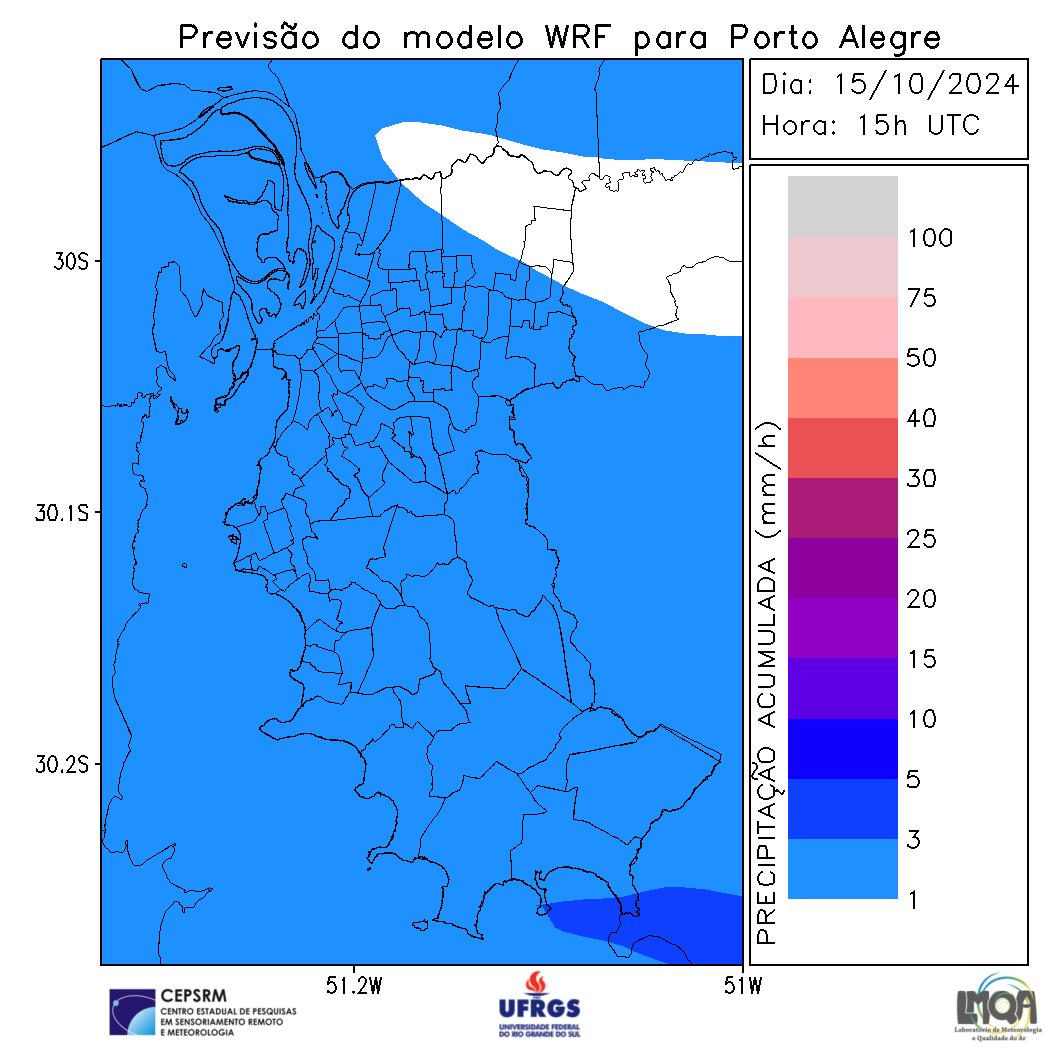 Previsão do modelo WRF para Porto Alegre
Dia: 15/10/2024
Hora: 15h UTC
30S
30.1S
30.2S
51.2W
51W
PRECIPITAÇÃO ACUMULADA (mm/h)
100
75
50
40
30
25
20
15
10
5
3
1
CEPSRM
CENTRO ESTADUAL DE PESQUISAS
EM SENSORIAMENTO REMOTO
E METEOROLOGIA
UFRGS
UNIVERSIDADE FEDERAL
DO RIO GRANDE DO SUL
LMQA
Laboratório de Meteorologia
e Qualidade do Ar